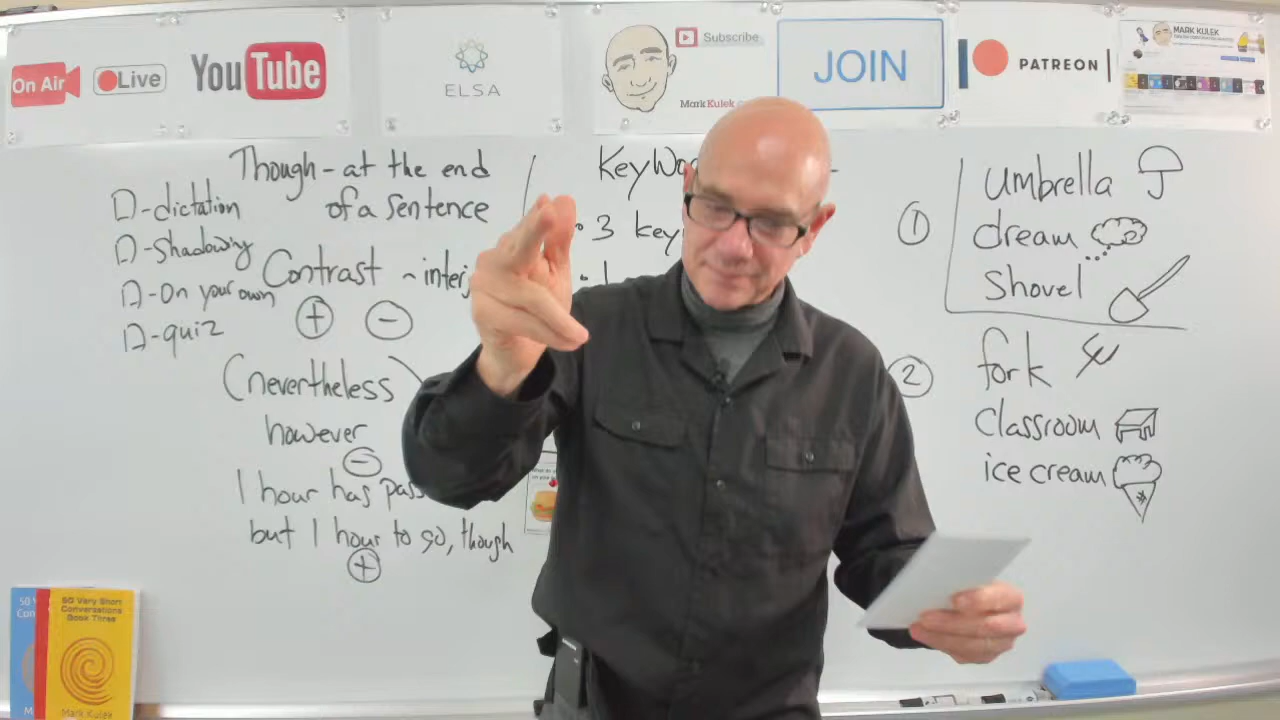 On Air
Live
YouTube
ELSA
Subscribe
MarkKulek
JOIN
PATREON
MARK KULEK
Though - at the end
of a sentence
D - dictation
D - Shadowing
D - On your own
D - quiz
Contrast ~
+ -
(nevertheless
however
-
1 hour has
but 1 hour to go, though
+
3 key
1
Umbrella
dream
Shovel
2
fork
classroom
ice cream
50 Very Short
Conversations
Book Three
Mark Kulek